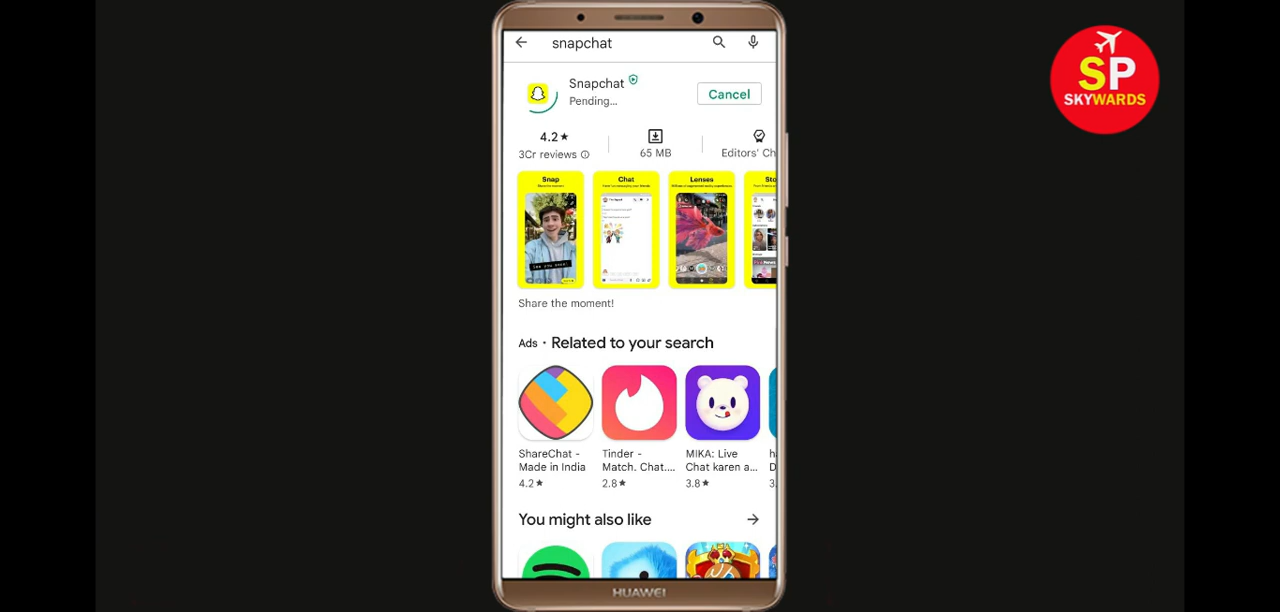 snapchat
SP
SKYWARDS
Snapchat
Pending...
Cancel
4.2★
3Cr reviews
65 MB
Editors' Ch
Snap
Chat
Lenses
Sto
Share the moment!
Ads · Related to your search
ShareChat -
Made in India
4.2★
Tinder -
Match. Chat....
2.8★
MIKA: Live
Chat karen a...
3.8★
h
D
3.
You might also like
HUAWEI